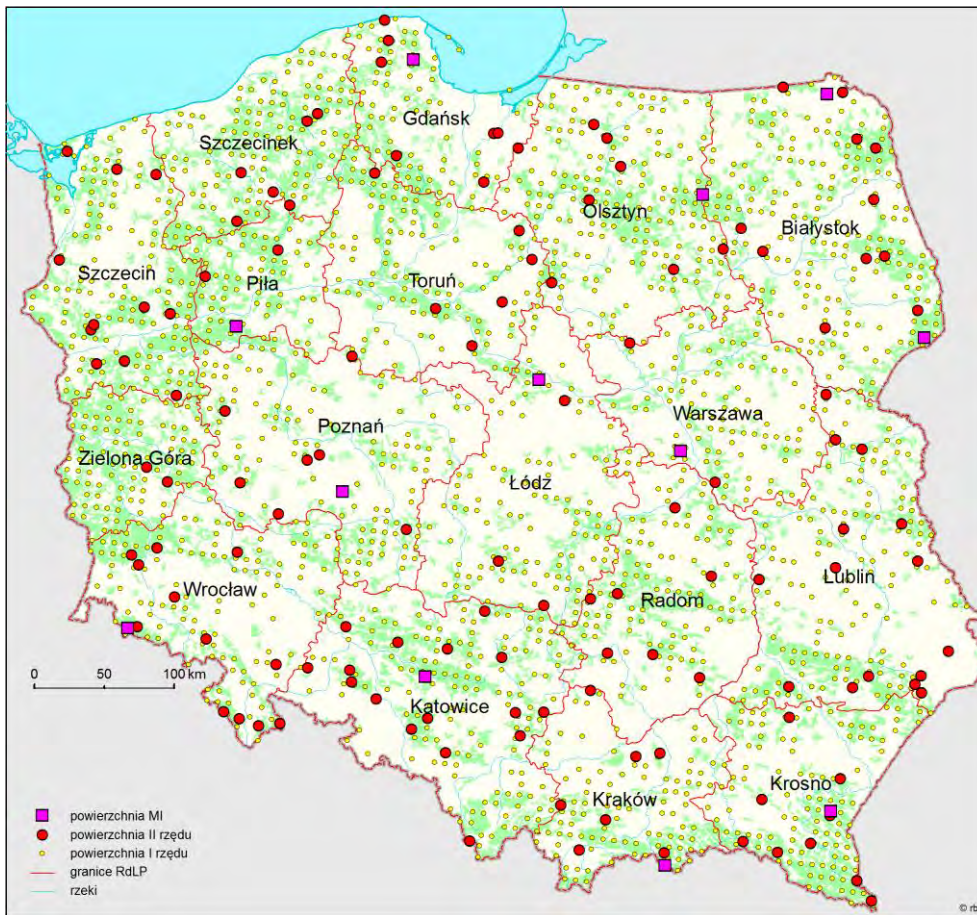 Gdańsk
Szczecinek
Olsztyn
Białystok
Szczecin
Piła
Toruń
Warszawa
Poznań
Zielona Góra
Łódź
Wrocław
Radom
Lublin
0 50 100 km
Katowice
Kraków
Krosno
powierzchnia MI
powierzchnia II rzędu
powierzchnia I rzędu
granice RdLP
rzeki